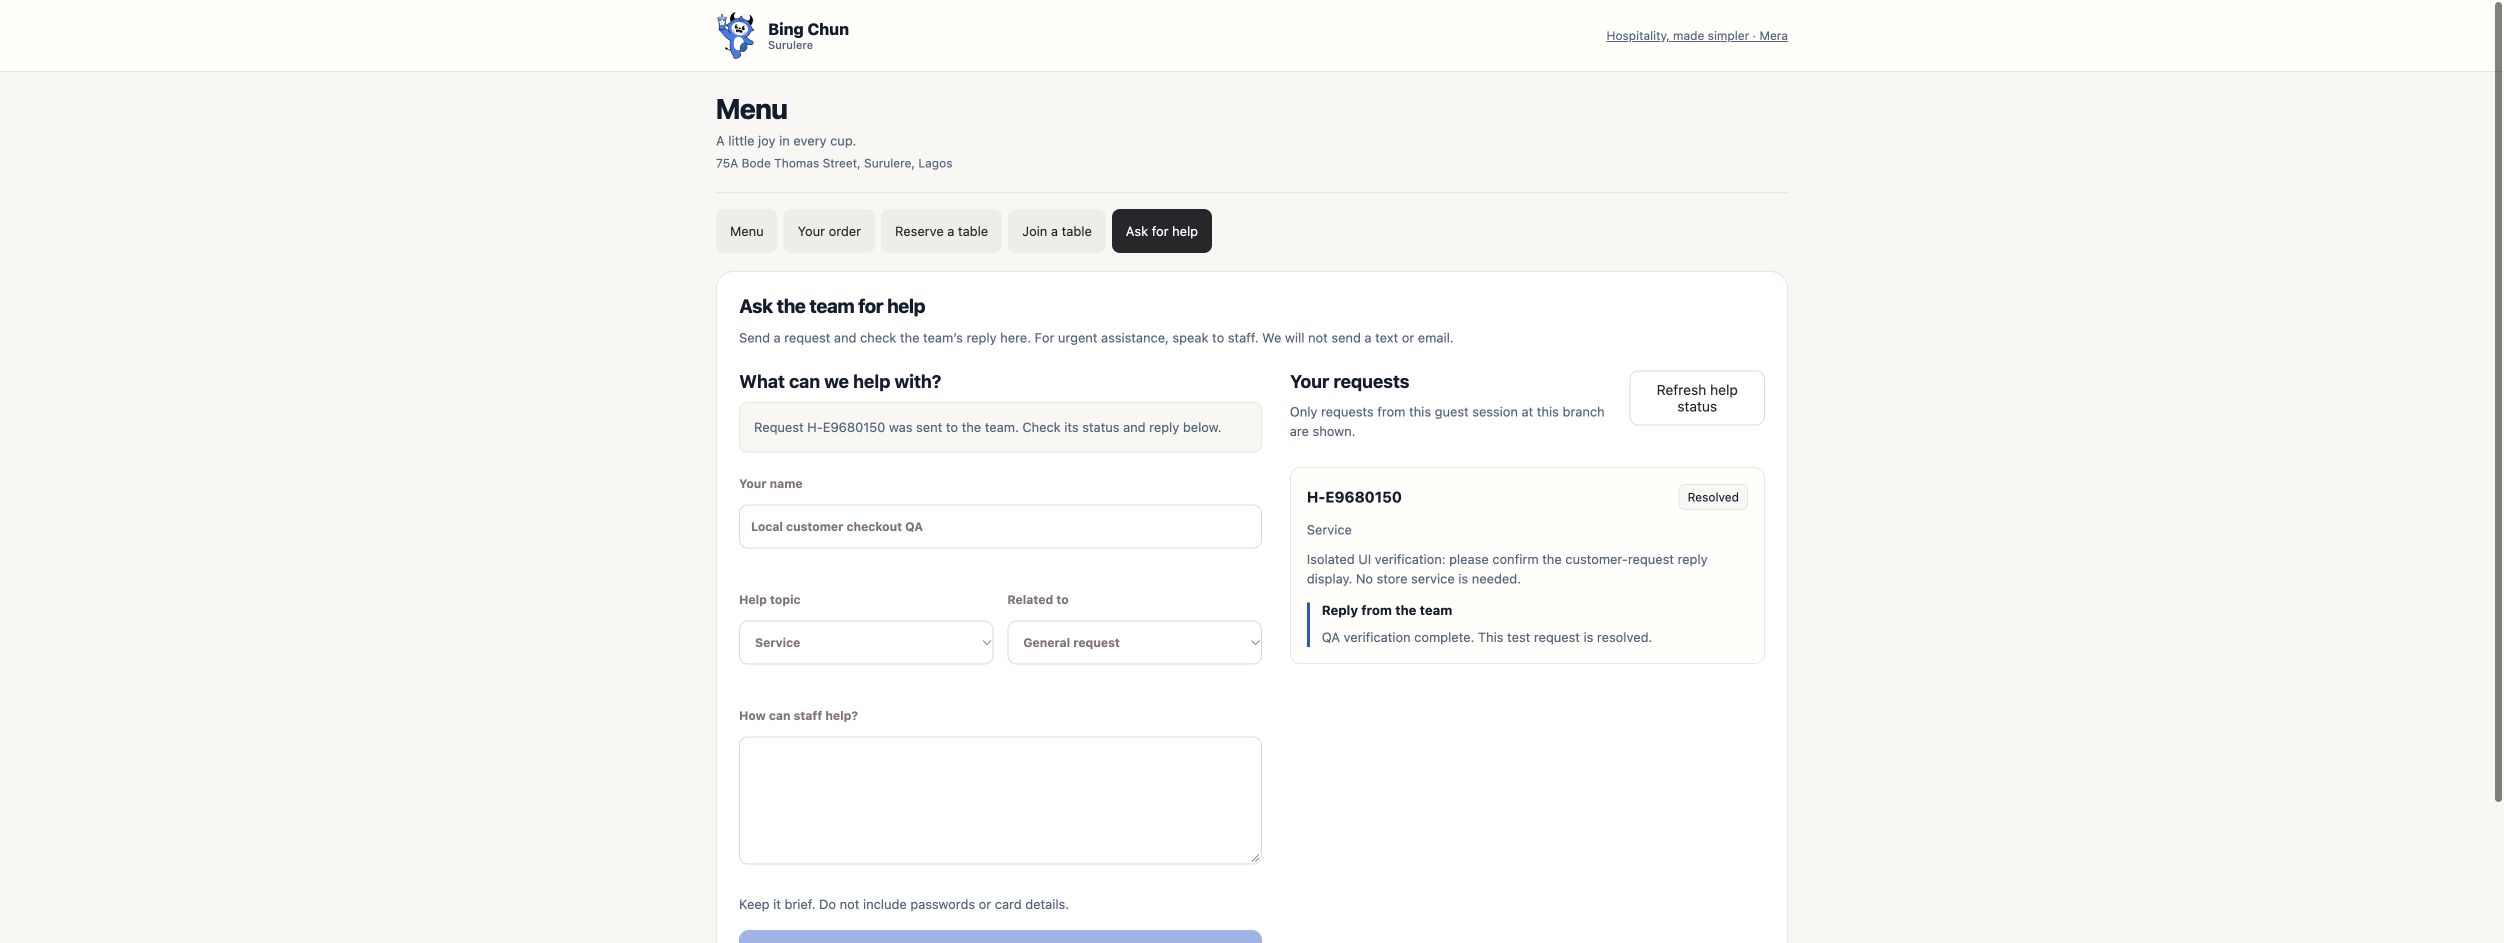 Bing Chun
Surulere
Hospitality, made simpler · Mera
Menu
A little joy in every cup.
75A Bode Thomas Street, Surulere, Lagos
Menu
Your order
Reserve a table
Join a table
Ask for help
Ask the team for help
Send a request and check the team's reply here. For urgent assistance, speak to staff. We will not send a text or email.
What can we help with?
Request H-E9680150 was sent to the team. Check its status and reply below.
Your name
Local customer checkout QA
Help topic
Related to
Service
General request
How can staff help?
Keep it brief. Do not include passwords or card details.
Your requests
Only requests from this guest session at this branch
are shown.
Refresh help
status
H-E9680150
Resolved
Service
Isolated UI verification: please confirm the customer-request reply
display. No store service is needed.
Reply from the team
QA verification complete. This test request is resolved.